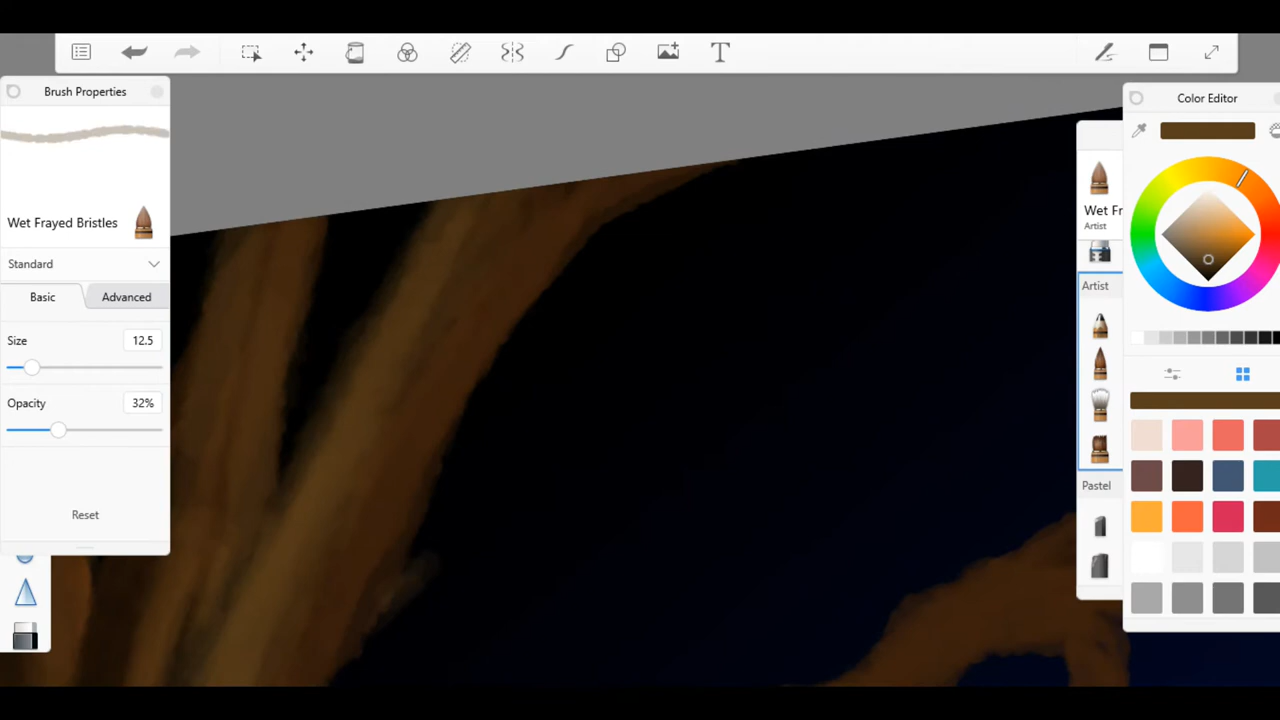 Brush Properties
Wet Frayed Bristles
Standard
Basic
Advanced
Size
12.5
Opacity
32%
Reset
T
Wet Fr
Artist
Artist
Pastel
Color Editor